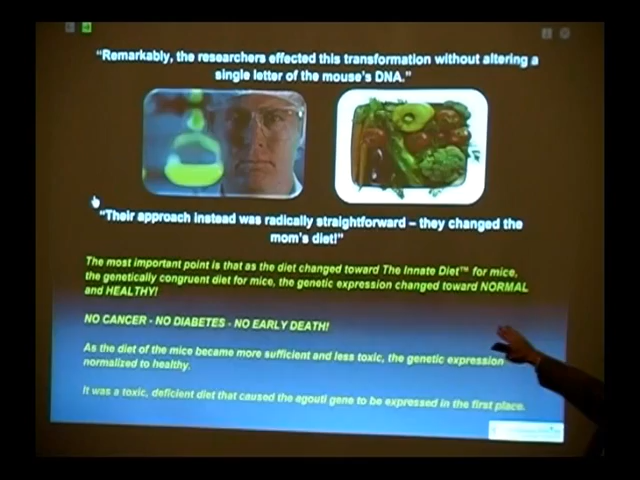 “Remarkably, the researchers effected this transformation without altering a
single letter of the mouse’s DNA.”
“Their approach instead was radically straightforward – they changed the
mom’s diet!”
The most important point is that as the diet changed toward The Innate Diet™ for mice,
the genetically congruent diet for mice, the genetic expression changed toward NORMAL
and HEALTHY!
NO CANCER - NO DIABETES - NO EARLY DEATH!
As the diet of the mice became more sufficient and less toxic, the genetic expression
normalized to healthy.
It was a toxic, deficient diet that caused the agouti gene to be expressed in the first place.